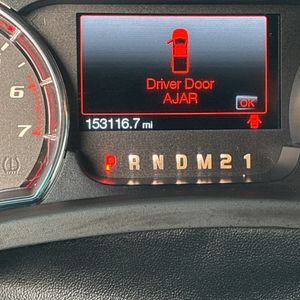 6
7
Driver Door
AJAR
OK
153116.7 mi
P R N D M 2 1